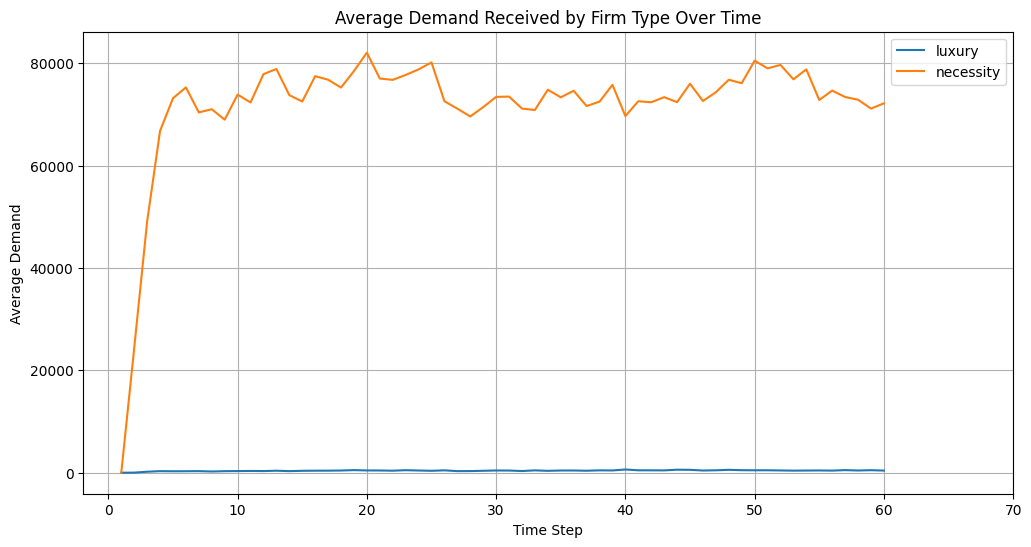 Average Demand Received by Firm Type Over Time
luxury
necessity
80000
60000
40000
20000
0
Average Demand
0 10 20 30 40 50 60 70
Time Step